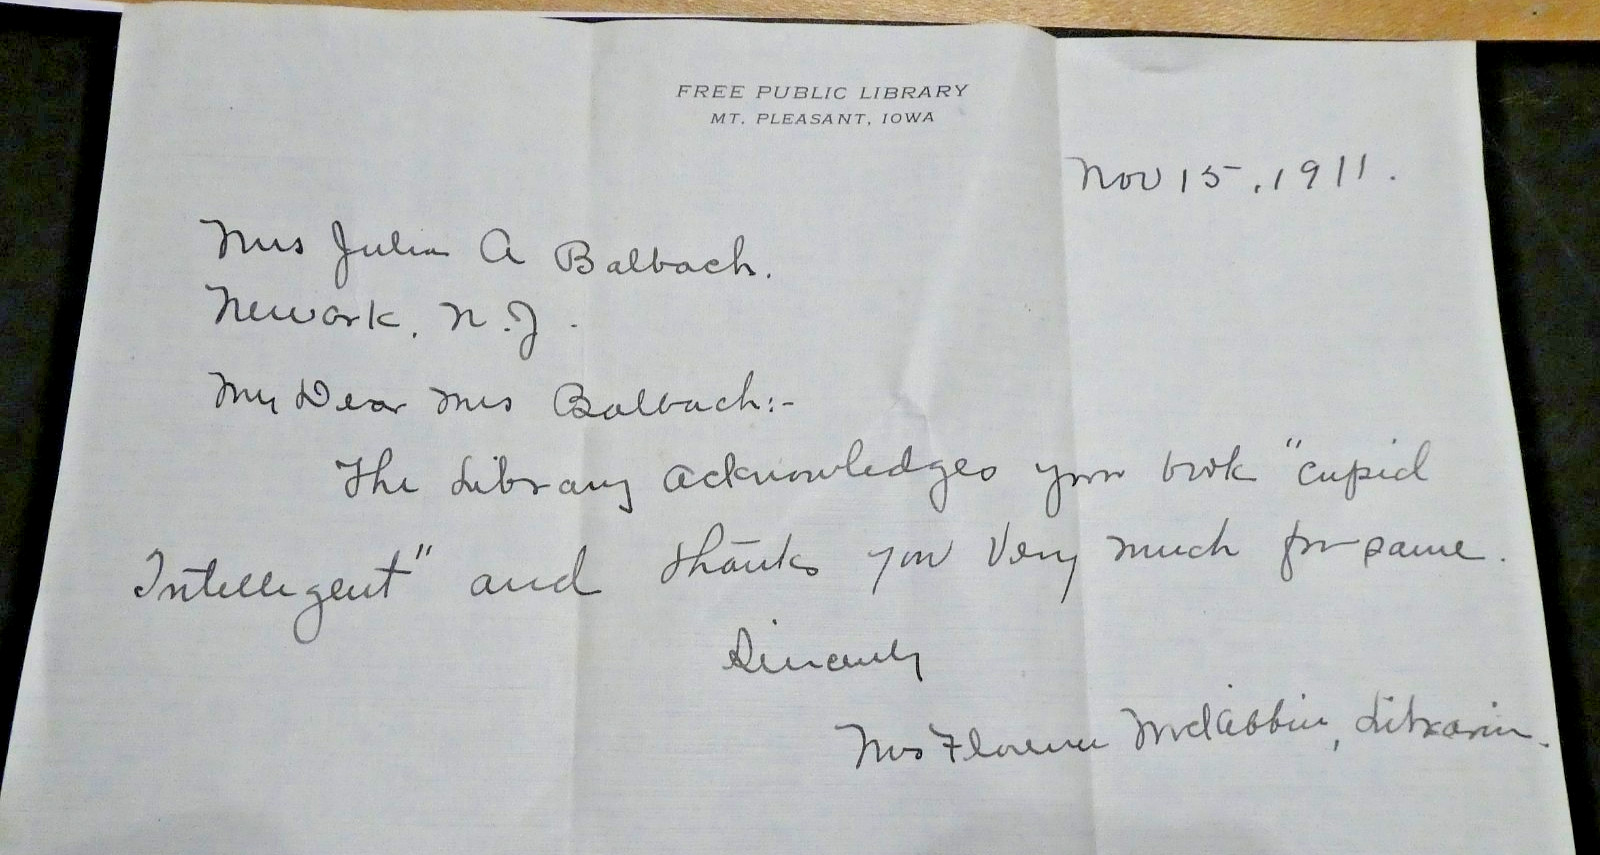 FREE PUBLIC LIBRARY
MT. PLEASANT, IOWA
Nov 15, 1911.
Mrs Julia A Balbach.
Newark, N.J.
My Dear Mrs Balbach:-
The Library acknowledges your book "Cupid
Intelligent" and thanks you very much for same.
Sincerely
Mrs Florence McKibbin, Librarian.